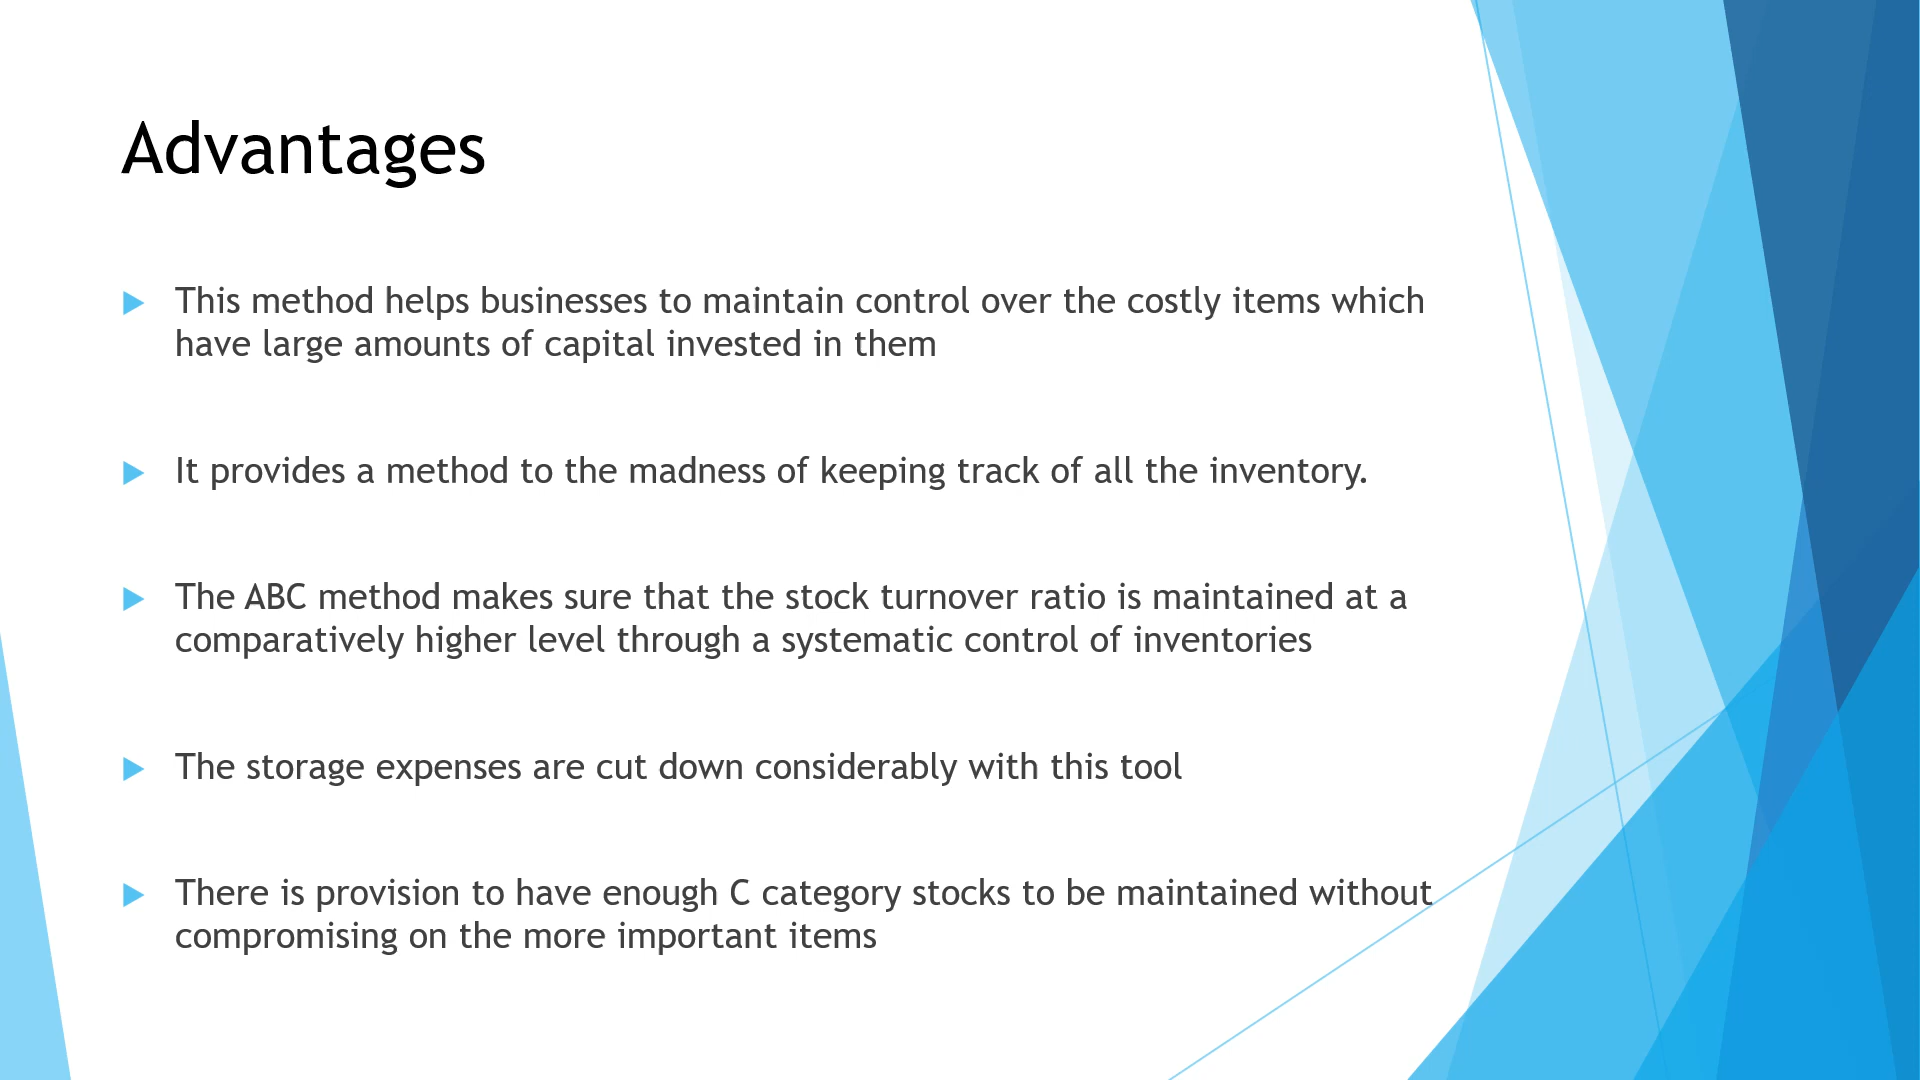 Advantages
This method helps businesses to maintain control over the costly items which
have large amounts of capital invested in them
It provides a method to the madness of keeping track of all the inventory.
The ABC method makes sure that the stock turnover ratio is maintained at a
comparatively higher level through a systematic control of inventories
The storage expenses are cut down considerably with this tool
There is provision to have enough C category stocks to be maintained without
compromising on the more important items